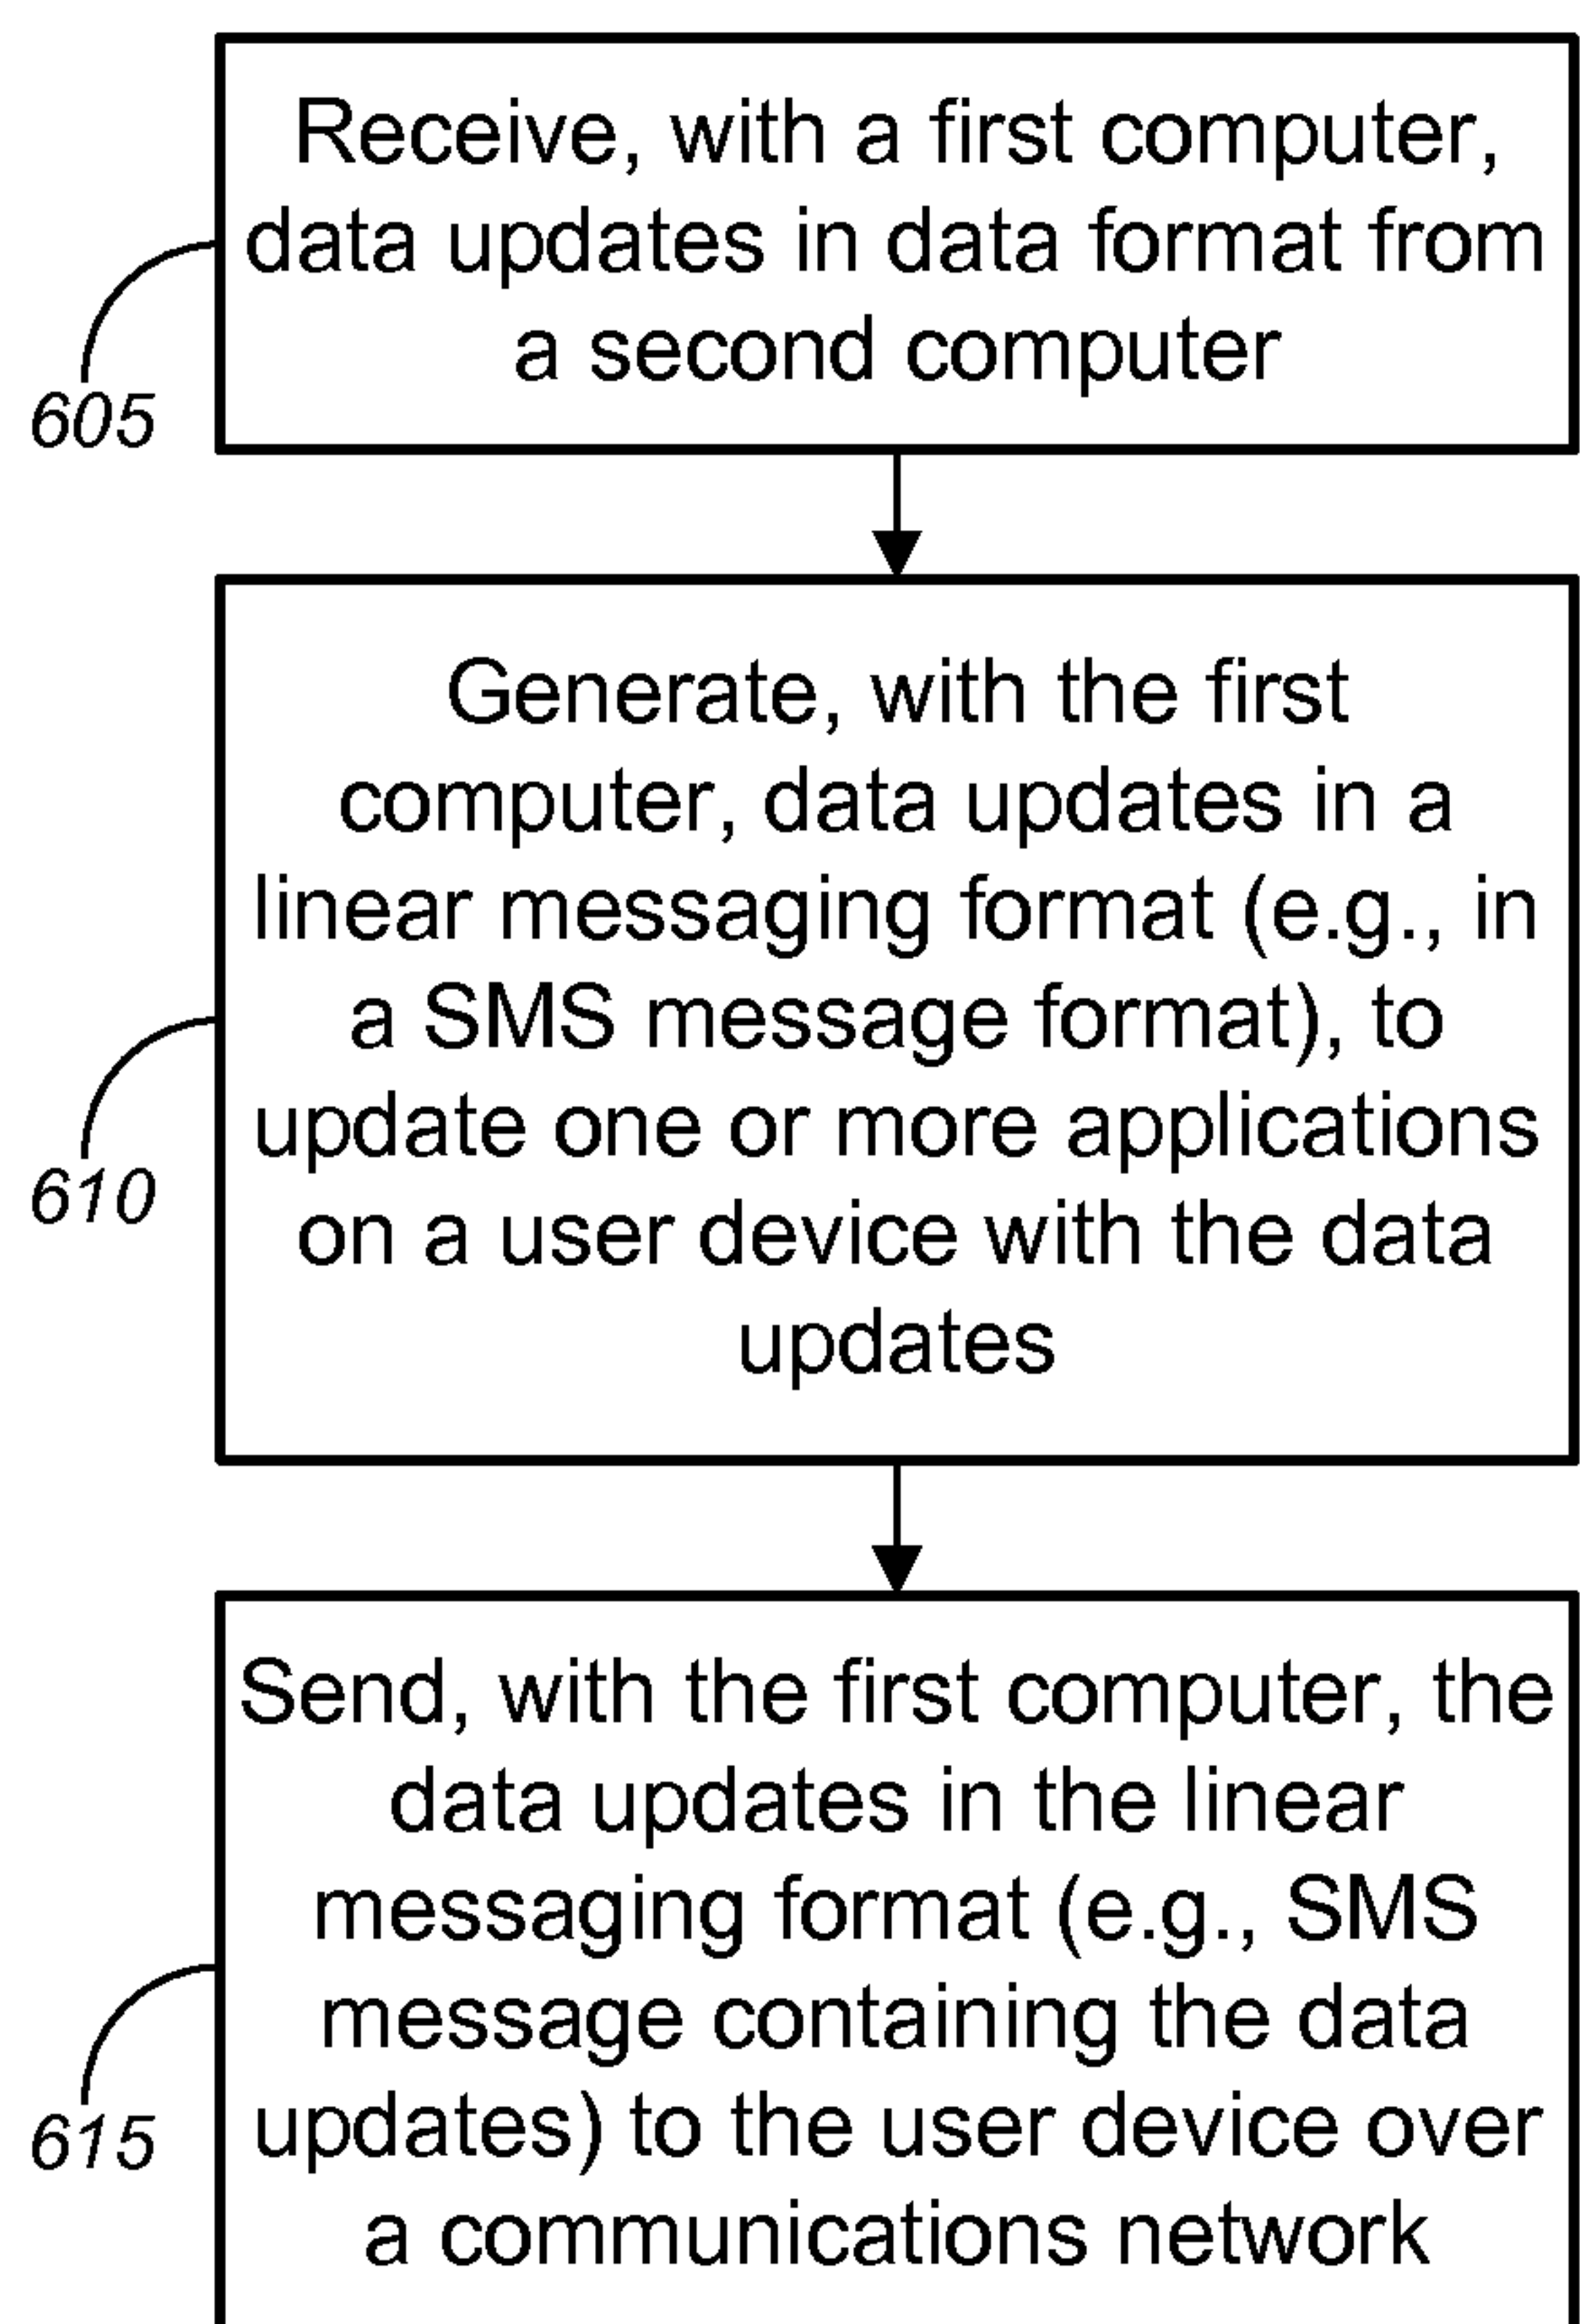 Receive, with a first computer,
data updates in data format from
a second computer
605
Generate, with the first
computer, data updates in a
linear messaging format (e.g., in
a SMS message format), to
update one or more applications
on a user device with the data
updates
610
Send, with the first computer, the
data updates in the linear
messaging format (e.g., SMS
message containing the data
updates) to the user device over
a communications network
615